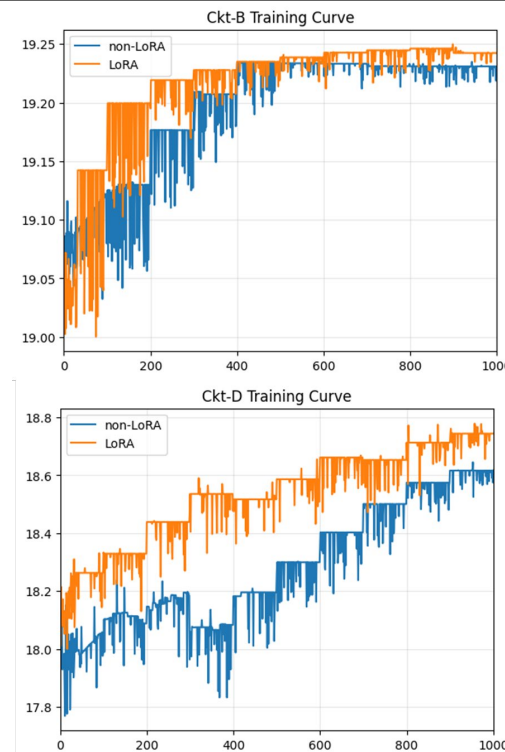 Ckt-B Training Curve
non-LoRA
LoRA
19.25
19.20
19.15
19.10
19.05
19.00
0 200 400 600 800 1000
Ckt-D Training Curve
non-LoRA
LoRA
18.8
18.6
18.4
18.2
18.0
17.8
0 200 400 600 800 1000